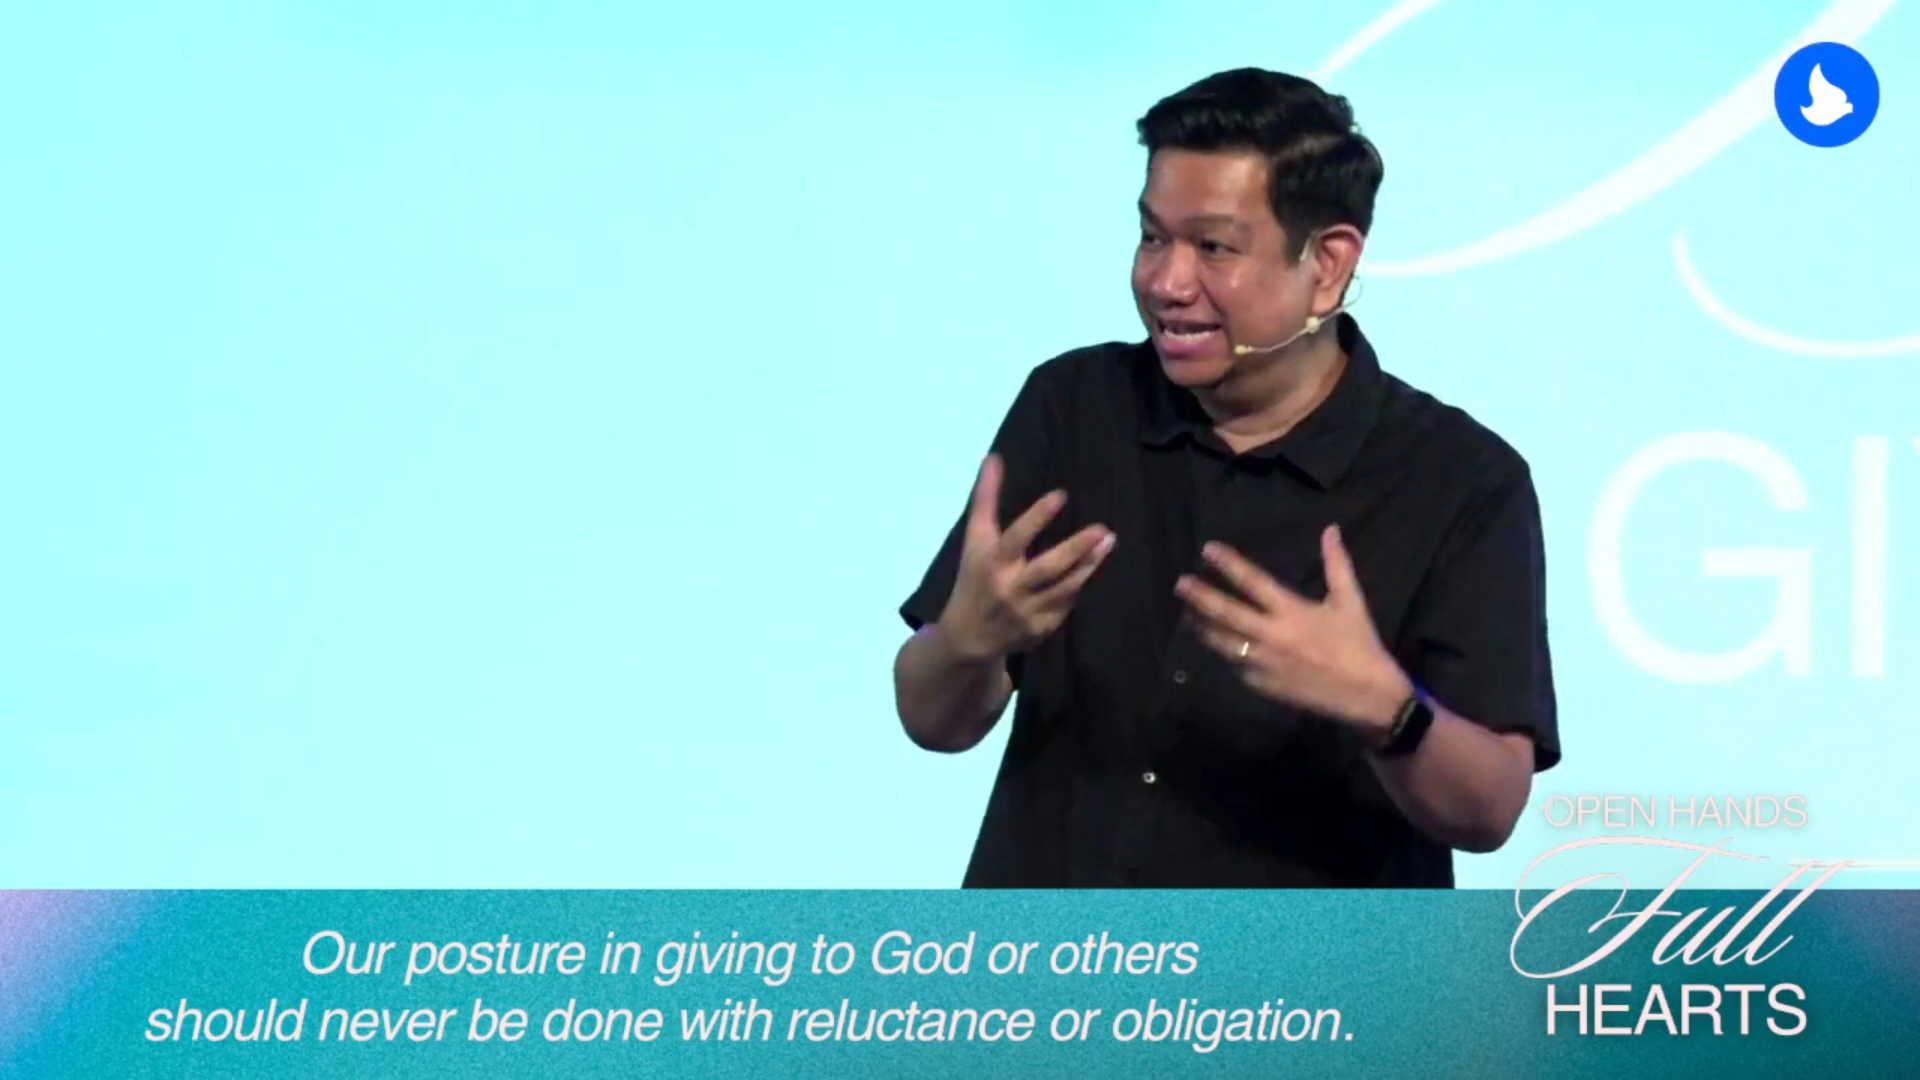 GI
OPEN HANDS
Full
HEARTS
Our posture in giving to God or others
should never be done with reluctance or obligation.